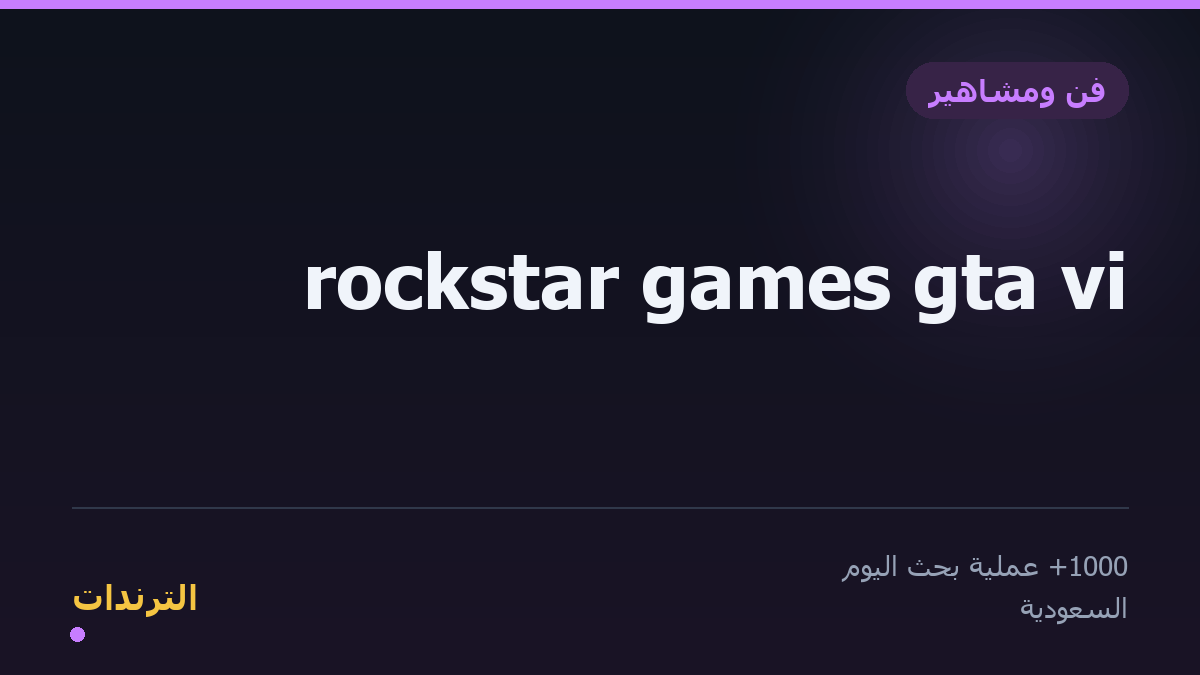 فن ومشاهير
rockstar games gta vi
1000+ عملية بحث اليوم
السعودية
الترندات